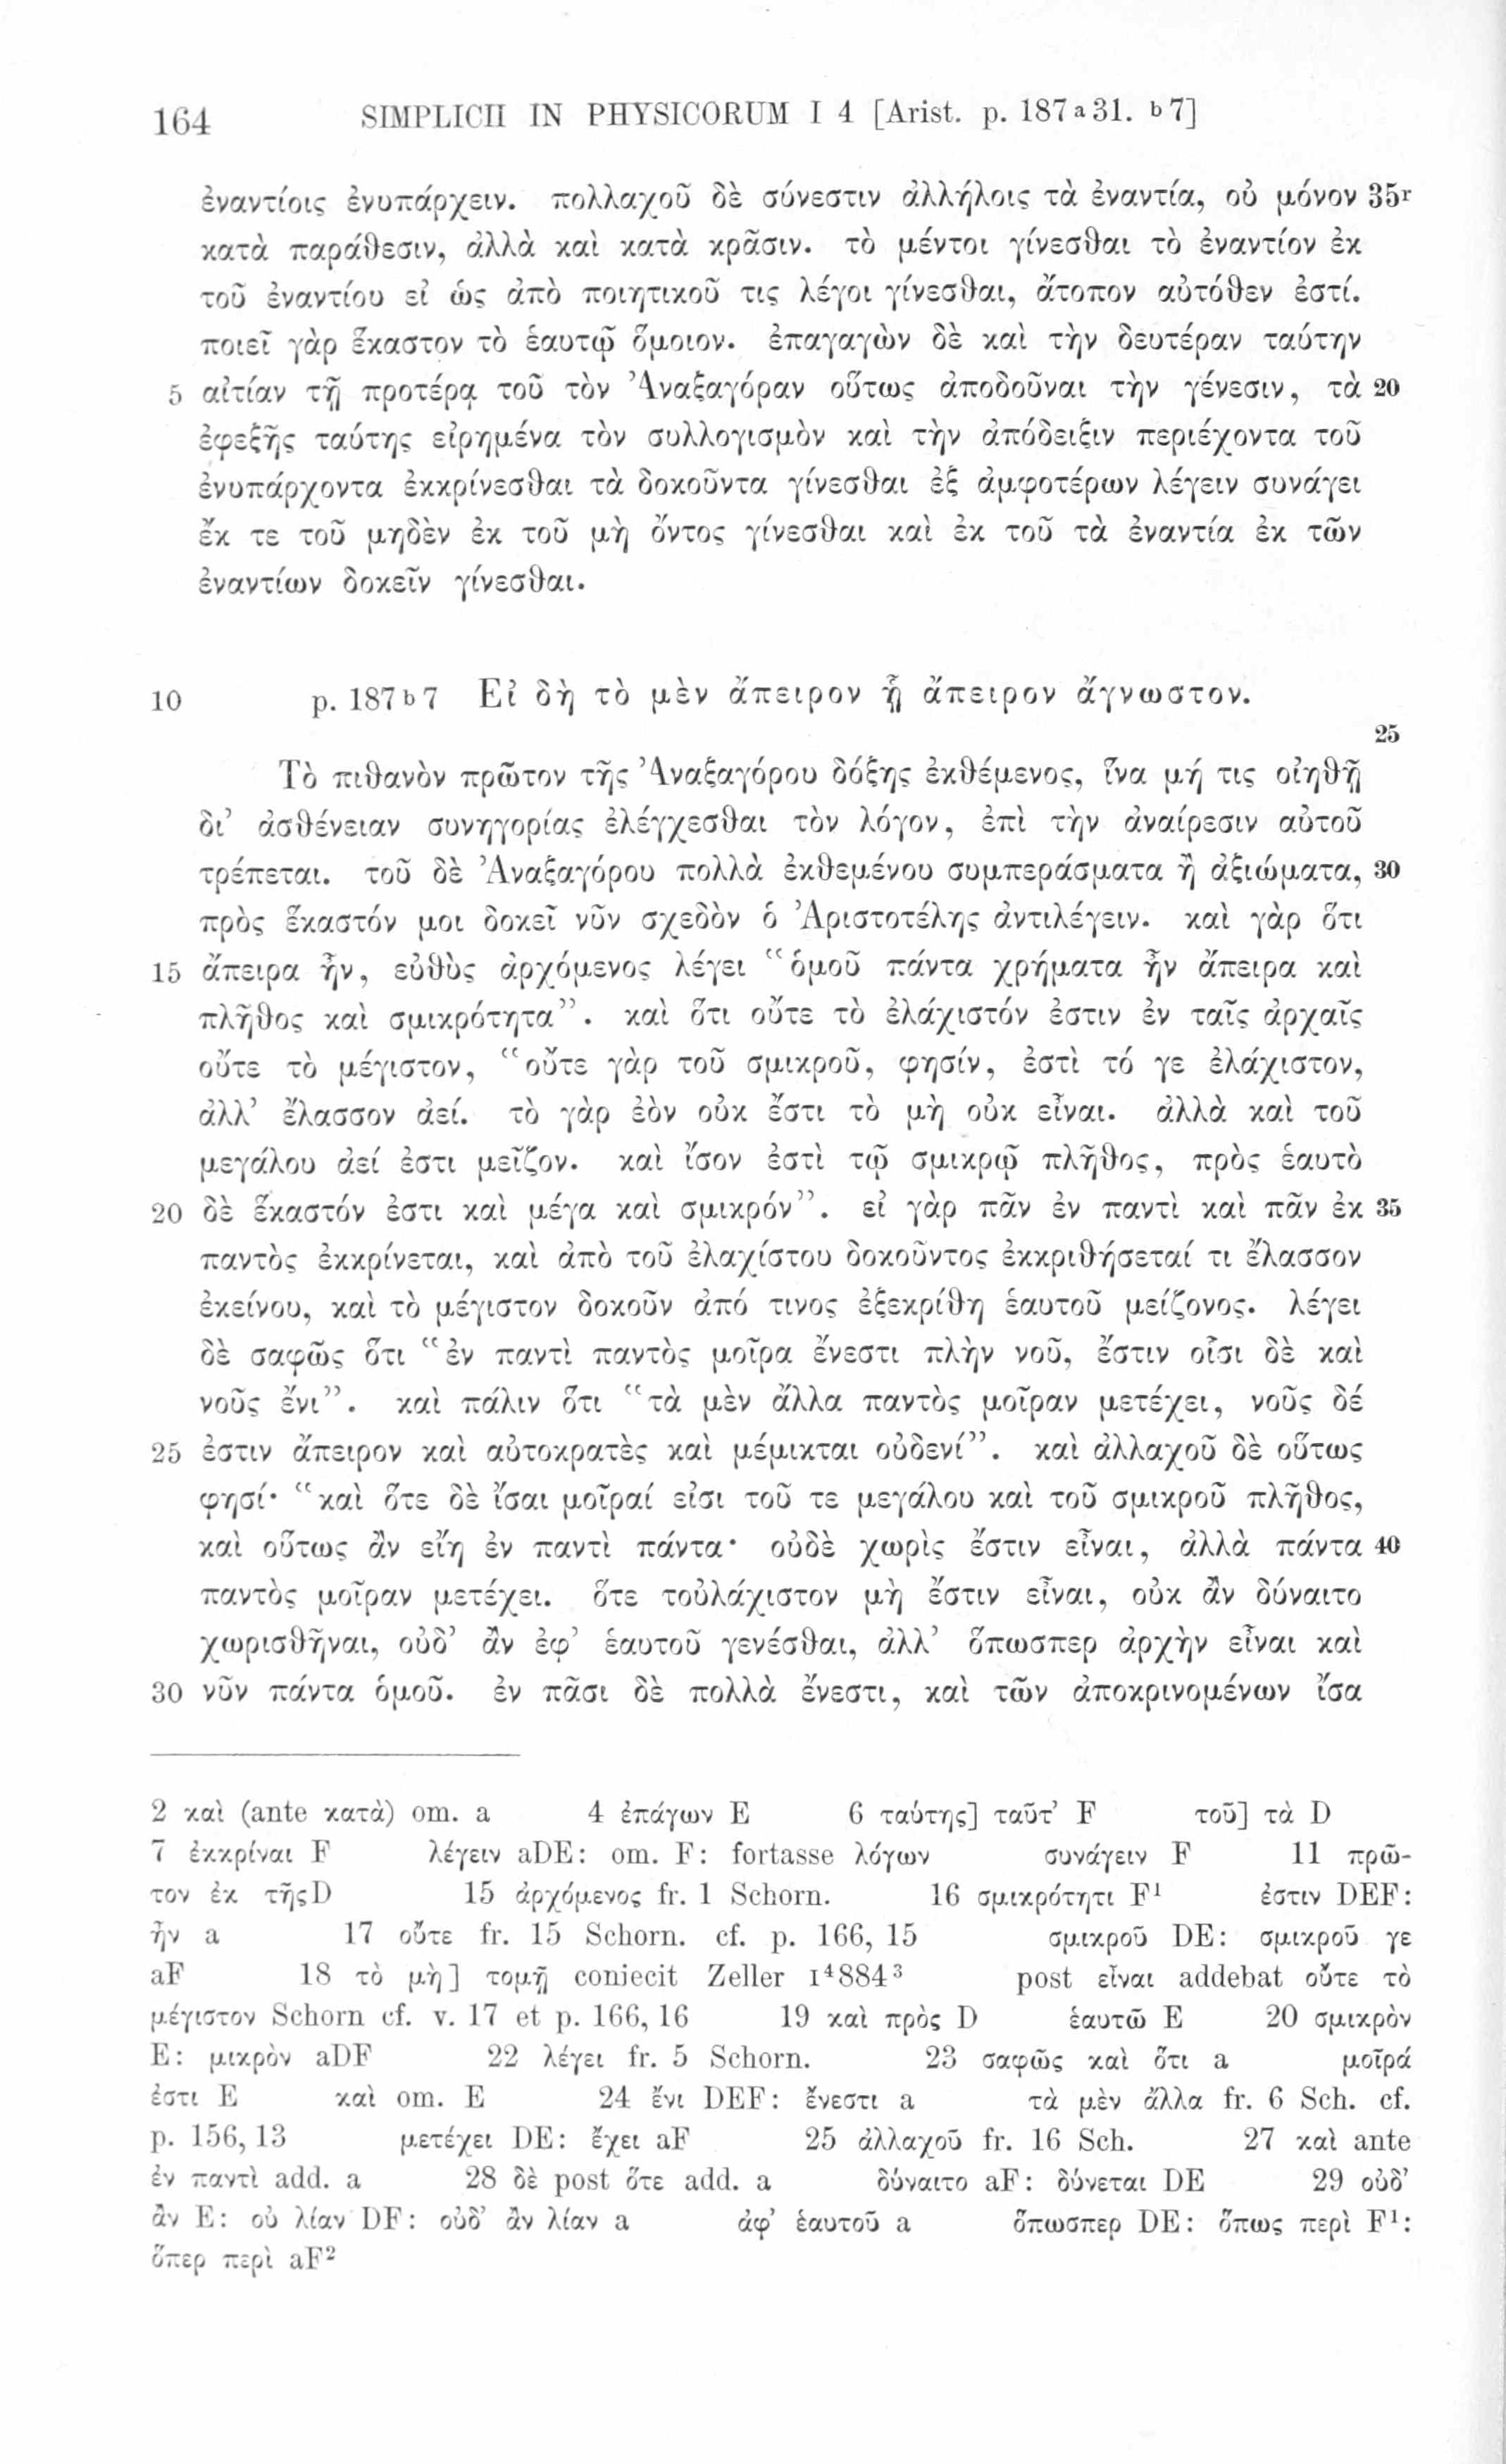 164 SIMPLICII IN PHYSICORUM I 4 [Arist. p. 187 a 31. b 7]
ἐναντίοις ἐνυπάρχειν. πολλαχοῦ δὲ σύνεστιν ἀλλήλοις τὰ ἐναντία, οὐ μόνον 35r
κατὰ παράθεσιν, ἀλλὰ καὶ κατὰ κρᾶσιν. τὸ μέντοι γίνεσθαι τὸ ἐναντίον ἐκ
τοῦ ἐναντίου εἰ ὡς ἀπὸ ποιητικοῦ τις λέγοι γίνεσθαι, ἄτοπον αὐτόθεν ἐστί.
ποιεῖ γὰρ ἕκαστον τὸ ἑαυτῷ ὅμοιον. ἐπαγαγὼν δὲ καὶ τὴν δευτέραν ταύτην
5 αἰτίαν τῇ προτέρᾳ τοῦ τὸν Ἀναξαγόραν οὕτως ἀποδοῦναι τὴν γένεσιν, τὰ 20
ἐφεξῆς ταύτης εἰρημένα τὸν συλλογισμὸν καὶ τὴν ἀπόδειξιν περιέχοντα τοῦ
ἐνυπάρχοντα ἐκκρίνεσθαι τὰ δοκοῦντα γίνεσθαι ἐξ ἀμφοτέρων λέγειν συνάγει
ἔκ τε τοῦ μηδὲν ἐκ τοῦ μὴ ὄντος γίνεσθαι καὶ ἐκ τοῦ τὰ ἐναντία ἐκ τῶν
ἐναντίων δοκεῖν γίνεσθαι.
10 p. 187 b 7 Εἰ δὴ τὸ μὲν ἄπειρον ᾗ ἄπειρον ἄγνωστον.
25
Τὸ πιθανὸν πρῶτον τῆς Ἀναξαγόρου δόξης ἐκθέμενος, ἵνα μή τις οἰηθῇ
δι’ ἀσθένειαν συνηγορίας ἐλέγχεσθαι τὸν λόγον, ἐπὶ τὴν ἀναίρεσιν αὐτοῦ
τρέπεται. τοῦ δὲ Ἀναξαγόρου πολλὰ ἐκθεμένου συμπεράσματα ἢ ἀξιώματα, 30
πρὸς ἕκαστόν μοι δοκεῖ νῦν σχεδὸν ὁ Ἀριστοτέλης ἀντιλέγειν. καὶ γὰρ ὅτι
15 ἄπειρα ἦν, εὐθὺς ἀρχόμενος λέγει “ὁμοῦ πάντα χρήματα ἦν ἄπειρα καὶ
πλῆθος καὶ σμικρότητα”. καὶ ὅτι οὔτε τὸ ἐλάχιστόν ἐστιν ἐν ταῖς ἀρχαῖς
οὔτε τὸ μέγιστον, “οὔτε γὰρ τοῦ σμικροῦ, φησίν, ἐστὶ τό γε ἐλάχιστον,
ἀλλ’ ἔλασσον ἀεί. τὸ γὰρ ἐὸν οὐκ ἔστι τὸ μὴ οὐκ εἶναι. ἀλλὰ καὶ τοῦ
μεγάλου ἀεί ἐστι μεῖζον. καὶ ἴσον ἐστὶ τῷ σμικρῷ πλῆθος, πρὸς ἑαυτὸ
20 δὲ ἕκαστόν ἐστι καὶ μέγα καὶ σμικρόν”. εἰ γὰρ πᾶν ἐν παντὶ καὶ πᾶν ἐκ 35
παντὸς ἐκκρίνεται, καὶ ἀπὸ τοῦ ἐλαχίστου δοκοῦντος ἐκκριθήσεταί τι ἔλασσον
ἐκείνου, καὶ τὸ μέγιστον δοκοῦν ἀπό τινος ἐξεκρίθη ἑαυτοῦ μείζονος. λέγει
δὲ σαφῶς ὅτι “ἐν παντὶ παντὸς μοῖρα ἔνεστι πλὴν νοῦ, ἔστιν οἷσι δὲ καὶ
νοῦς ἔνι”. καὶ πάλιν ὅτι “τὰ μὲν ἄλλα παντὸς μοῖραν μετέχει, νοῦς δέ
25 ἐστιν ἄπειρον καὶ αὐτοκρατὲς καὶ μέμικται οὐδενί”. καὶ ἀλλαχοῦ δὲ οὕτως
φησί· “καὶ ὅτε δὲ ἴσαι μοῖραί εἰσι τοῦ τε μεγάλου καὶ τοῦ σμικροῦ πλῆθος,
καὶ οὕτως ἂν εἴη ἐν παντὶ πάντα· οὐδὲ χωρὶς ἔστιν εἶναι, ἀλλὰ πάντα 40
παντὸς μοῖραν μετέχει. ὅτε τοὐλάχιστον μὴ ἔστιν εἶναι, οὐκ ἂν δύναιτο
χωρισθῆναι, οὐδ’ ἂν ἐφ’ ἑαυτοῦ γενέσθαι, ἀλλ’ ὅπωσπερ ἀρχὴν εἶναι καὶ
30 νῦν πάντα ὁμοῦ. ἐν πᾶσι δὲ πολλὰ ἔνεστι, καὶ τῶν ἀποκρινομένων ἴσα
2 καὶ (ante κατὰ) om. a 4 ἐπάγων E 6 ταύτης] ταῦτ’ F τοῦ] τὰ D
7 ἐκκρίναι F λέγειν aDE: om. F: fortasse λόγων συνάγειν F 11 πρῶ-
τον ἐκ τῆς D 15 ἀρχόμενος fr. 1 Schorn. 16 σμικρότητι F¹ ἐστιν DEF:
ἦν a 17 οὔτε fr. 15 Schorn. cf. p. 166, 15 σμικροῦ DE: σμικροῦ γε
aF 18 τὸ μὴ] τομῇ coniecit Zeller I⁴884³ post εἶναι addebat οὔτε τὸ
μέγιστον Schorn cf. v. 17 et p. 166, 16 19 καὶ πρὸς D ἑαυτῶ E 20 σμικρὸν
E: μικρὸν aDF 22 λέγει fr. 5 Schorn. 23 σαφῶς καὶ ὅτι a μοῖρά
ἐστι E καὶ om. E 24 ἔνι DEF: ἔνεστι a τὰ μὲν ἄλλα fr. 6 Sch. cf.
p. 156, 13 μετέχει DE: ἔχει aF 25 ἀλλαχοῦ fr. 16 Sch. 27 καὶ ante
ἐν παντὶ add. a 28 δὲ post ὅτε add. a δύναιτο aF: δύνεται DE 29 οὐδ’
ἂν E: οὐ λίαν DF: οὐδ’ ἂν λίαν a ἀφ’ ἑαυτοῦ a ὅπωσπερ DE: ὅπως περὶ F¹:
ὅπερ περὶ aF²